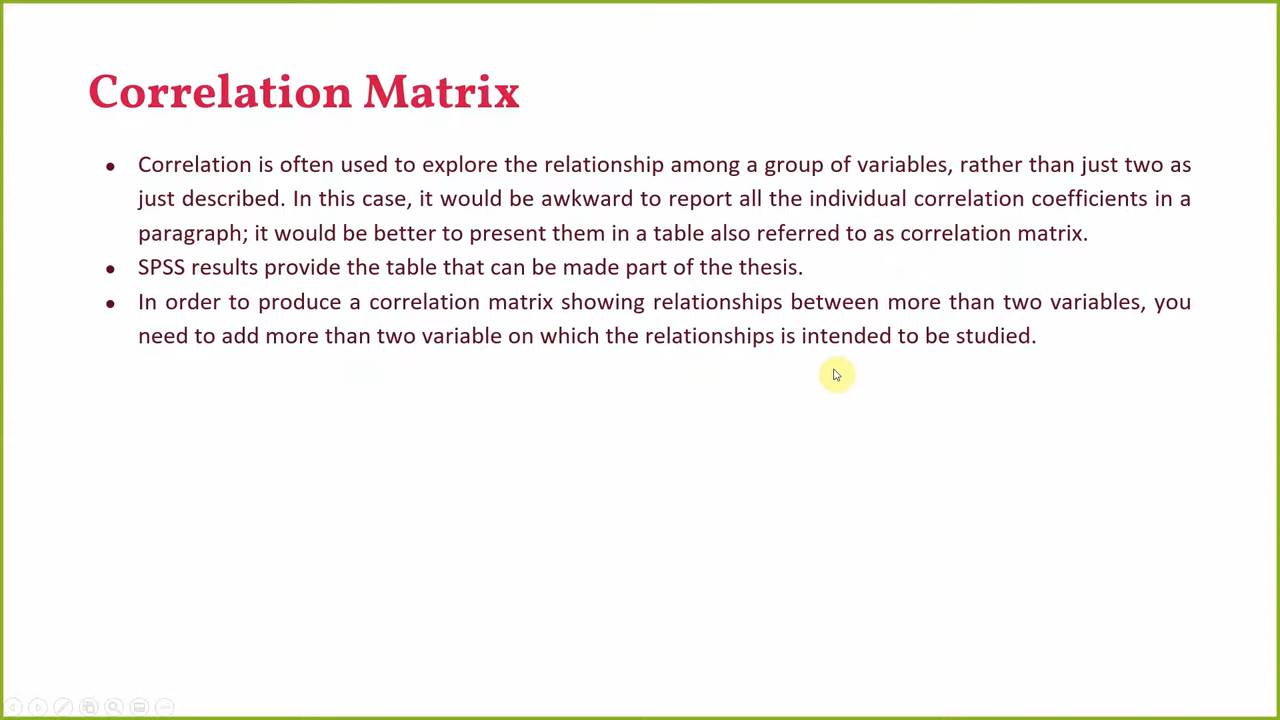 Correlation Matrix
• Correlation is often used to explore the relationship among a group of variables, rather than just two as
just described. In this case, it would be awkward to report all the individual correlation coefficients in a
paragraph; it would be better to present them in a table also referred to as correlation matrix.
• SPSS results provide the table that can be made part of the thesis.
• In order to produce a correlation matrix showing relationships between more than two variables, you
need to add more than two variable on which the relationships is intended to be studied.